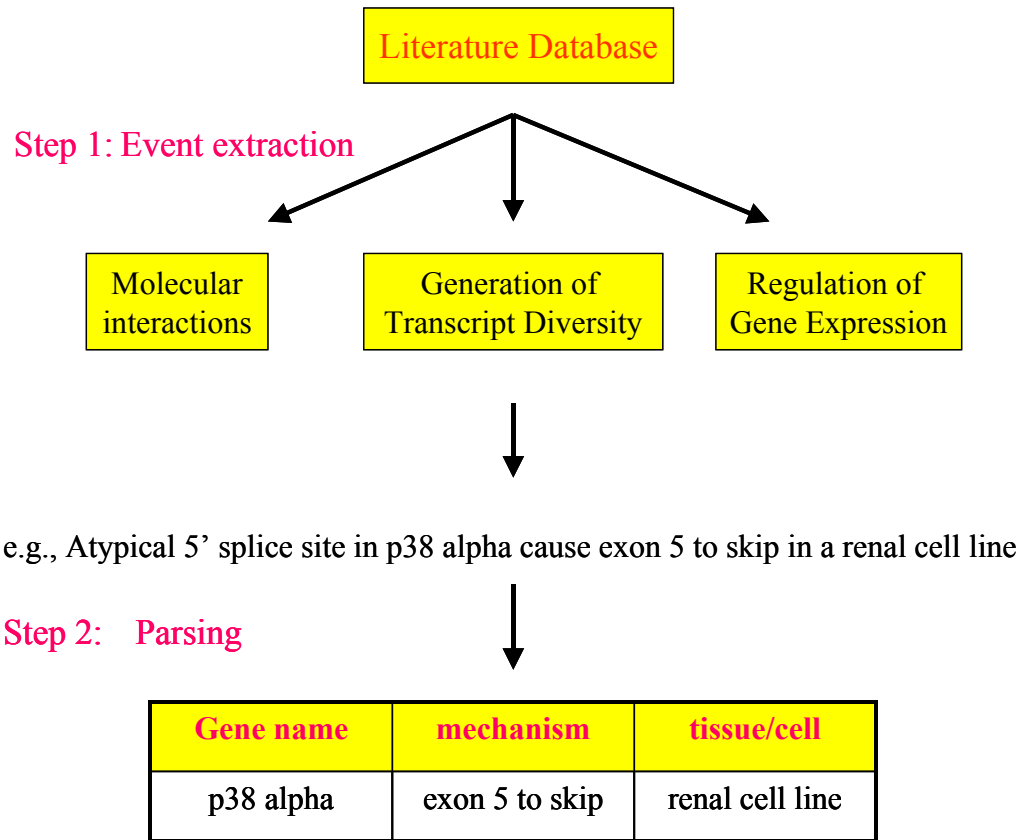 Literature Database
Step 1: Event extraction
Molecular
interactions
Generation of
Transcript Diversity
Regulation of
Gene Expression
e.g., Atypical 5’ splice site in p38 alpha cause exon 5 to skip in a renal cell line
Step 2: Parsing
Gene name mechanism tissue/cell
p38 alpha exon 5 to skip renal cell line